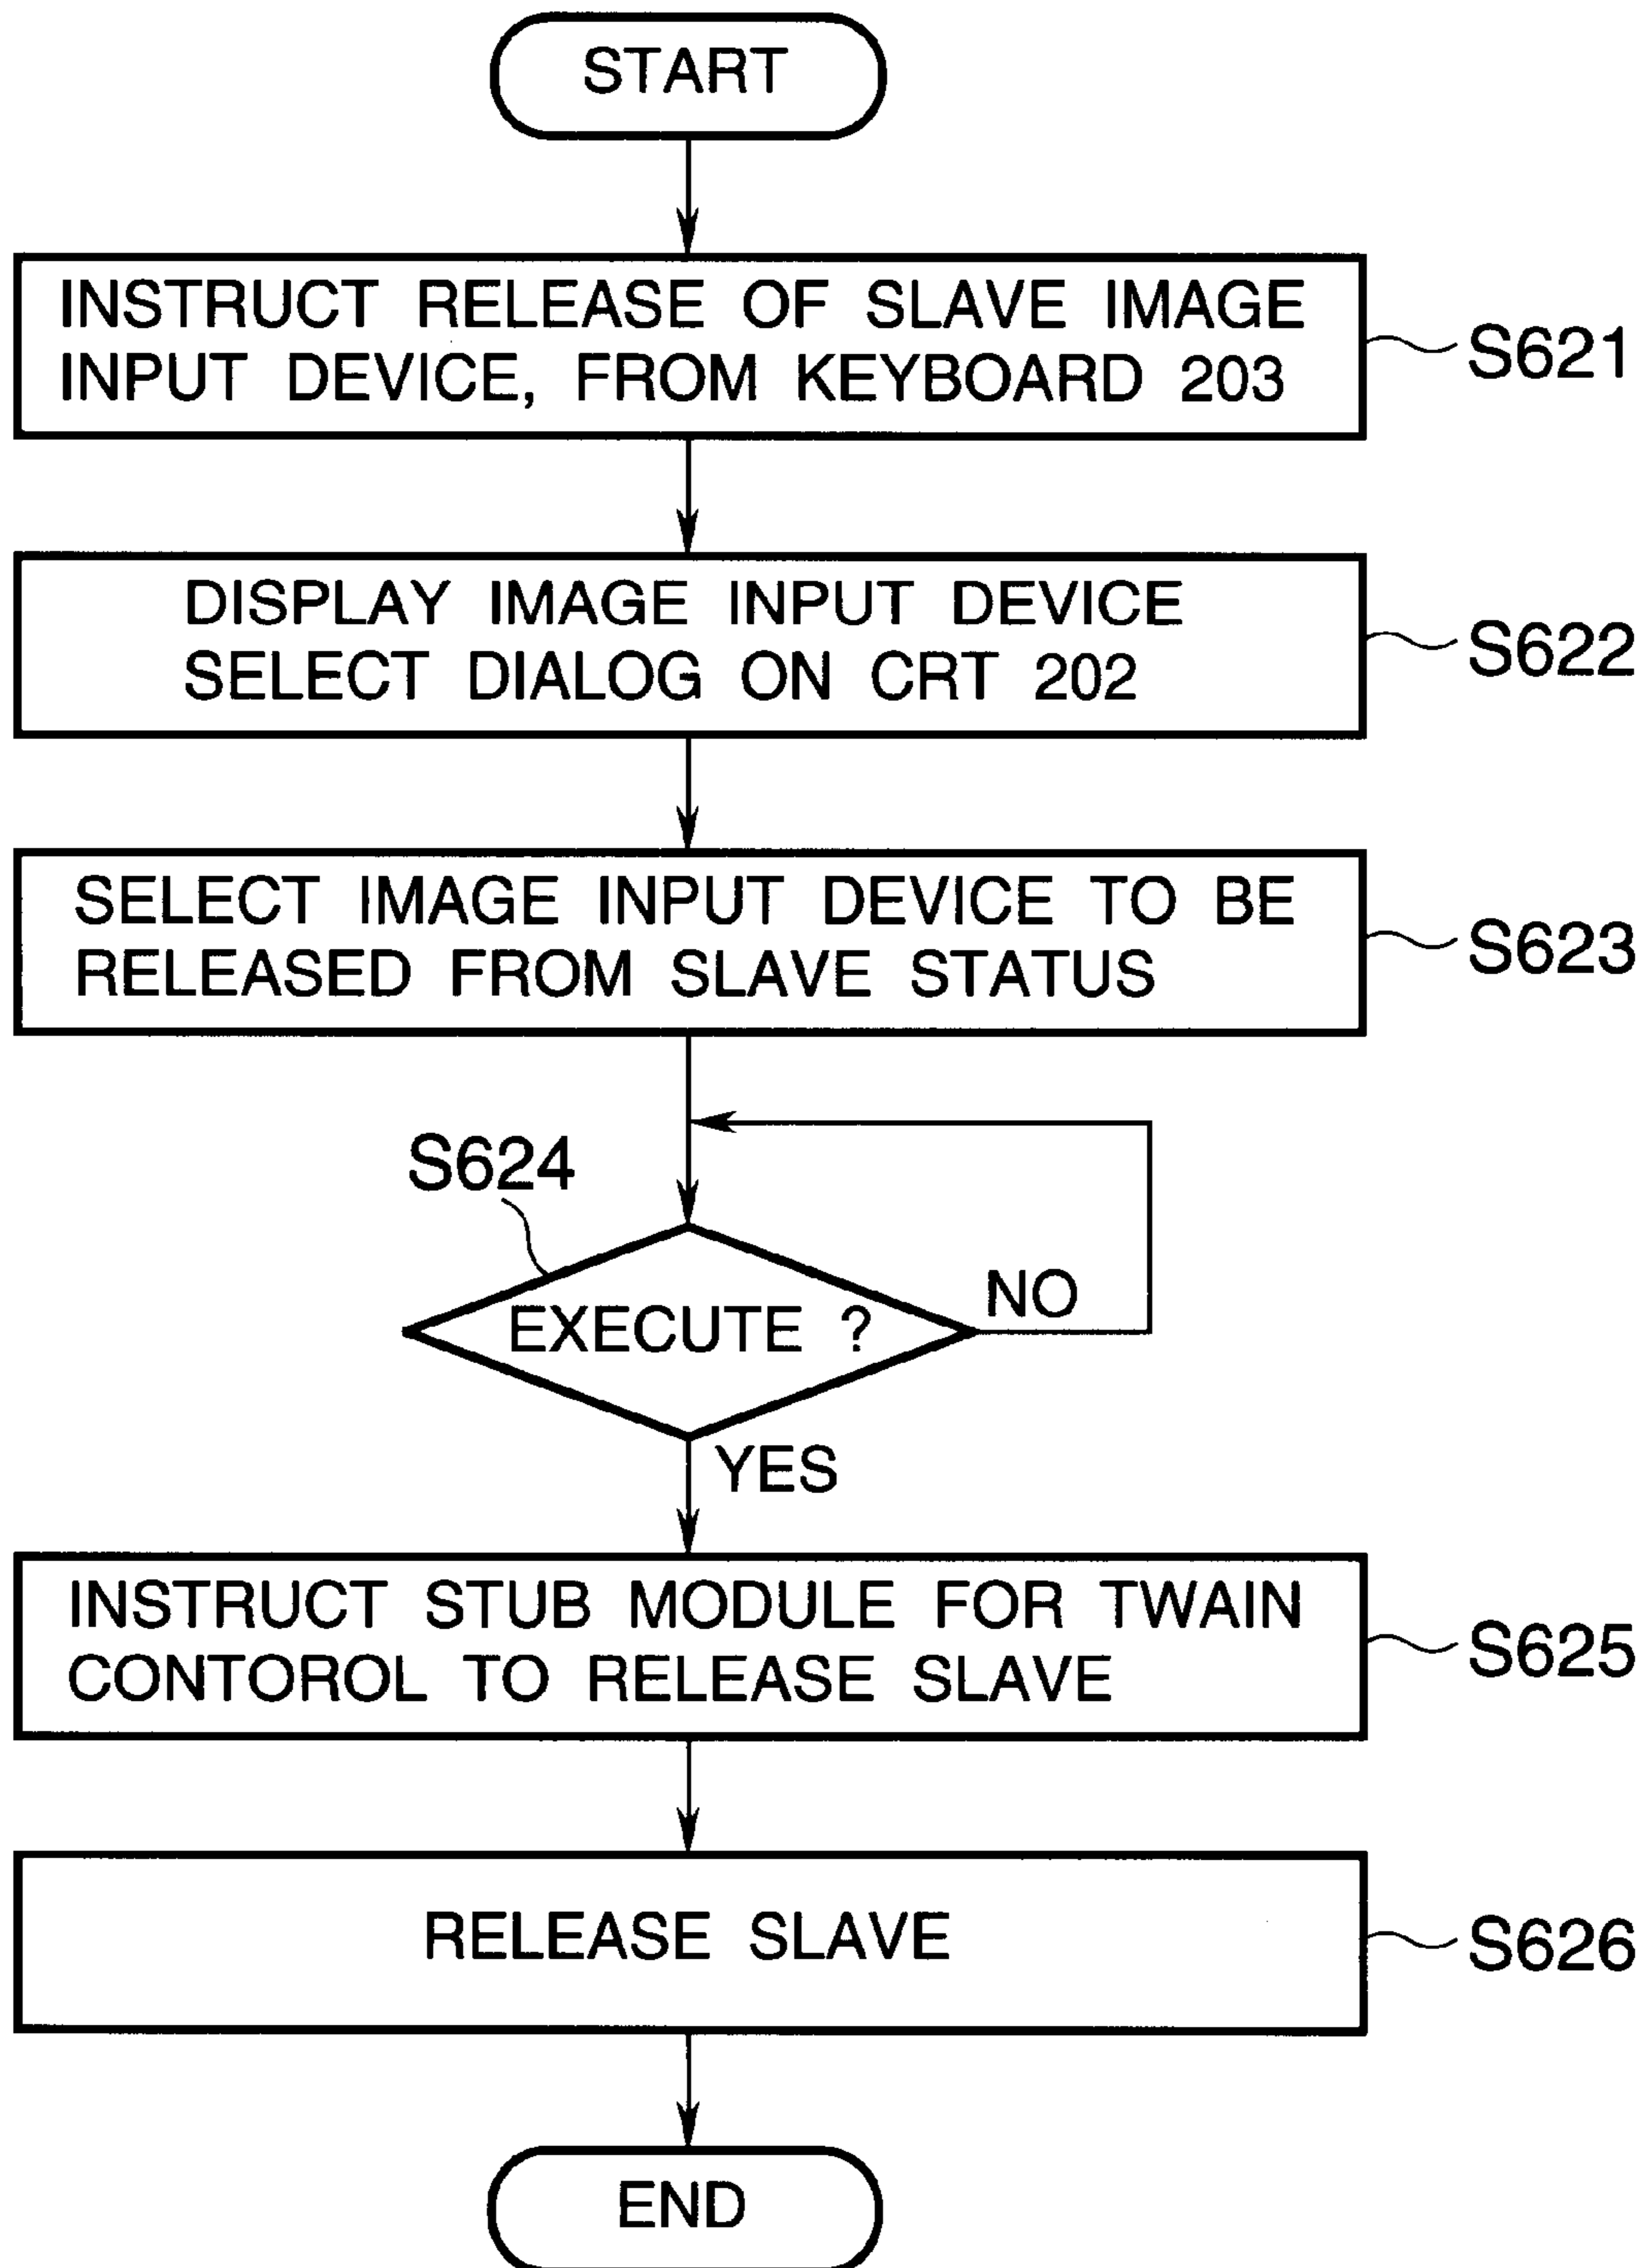 START
INSTRUCT RELEASE OF SLAVE IMAGE
INPUT DEVICE, FROM KEYBOARD 203
S621
DISPLAY IMAGE INPUT DEVICE
SELECT DIALOG ON CRT 202
S622
SELECT IMAGE INPUT DEVICE TO BE
RELEASED FROM SLAVE STATUS
S623
S624
EXECUTE ?
NO
YES
INSTRUCT STUB MODULE FOR TWAIN
CONTOROL TO RELEASE SLAVE
S625
RELEASE SLAVE
S626
END